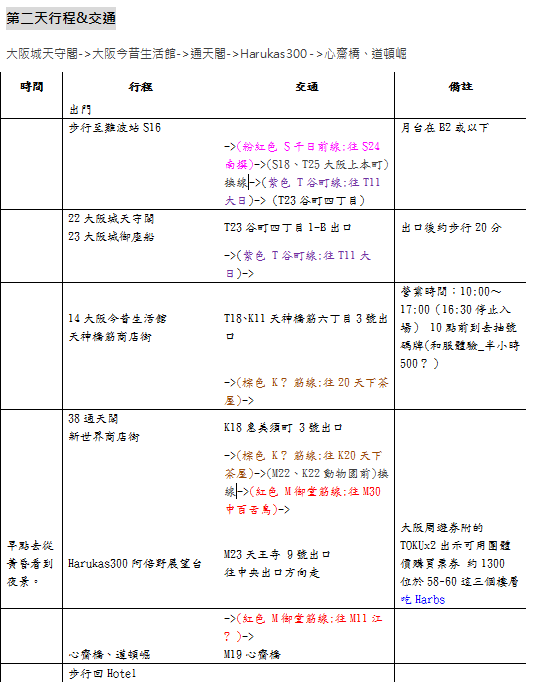 第二天行程&交通
大阪城天守閣->大阪今昔生活館->通天閣->Harukas300->心齋橋、道頓崛
時間 行程 交通 備註
出門
步行至難波站 S16 月台在 B2 或以下
->(粉紅色 S 千日前線:往 S24
南撰)->(S18、T25 大阪上本町)
換線->(紫色 T 谷町線:往 T11
大日)-> (T23 谷町四丁目)
22 大阪城天守閣
23 大阪城御座船
T23 谷町四丁目 1-B 出口
出口後約步行 20 分
->(紫色 T 谷町線:往 T11 大
日)->
14 大阪今昔生活館
天神橋筋商店街
T18、K11 天神橋筋六丁目 3 號出
口
營業時間：10:00～
17:00（16:30 停止入
場） 10 點前到去抽號
碼牌(和服體驗_半小時
500？)
->(棕色 K？ 筋線:往 20 天下茶
屋)->
38 通天閣
新世界商店街
K18 惠美須町 3 號出口
->(棕色 K？ 筋線:往 K20 天下
茶屋)->(M22、K22 動物園前)換
線->(紅色 M 御堂筋線:往 M30
中百舌鳥)->
早點去從
黃昏看到
夜景。
Harukas300 阿倍野展望台
M23 天王寺 9 號出口
往中央出口方向走
大阪周遊券附的
TOKUx2 出示可用團體
價購買票券 約 1300
位於 58-60 這三個樓層
吃 Harbs
->(紅色 M 御堂筋線:往 M11 江
？)->
心齋橋、道頓崛 M19 心齋橋
步行回 Hotel